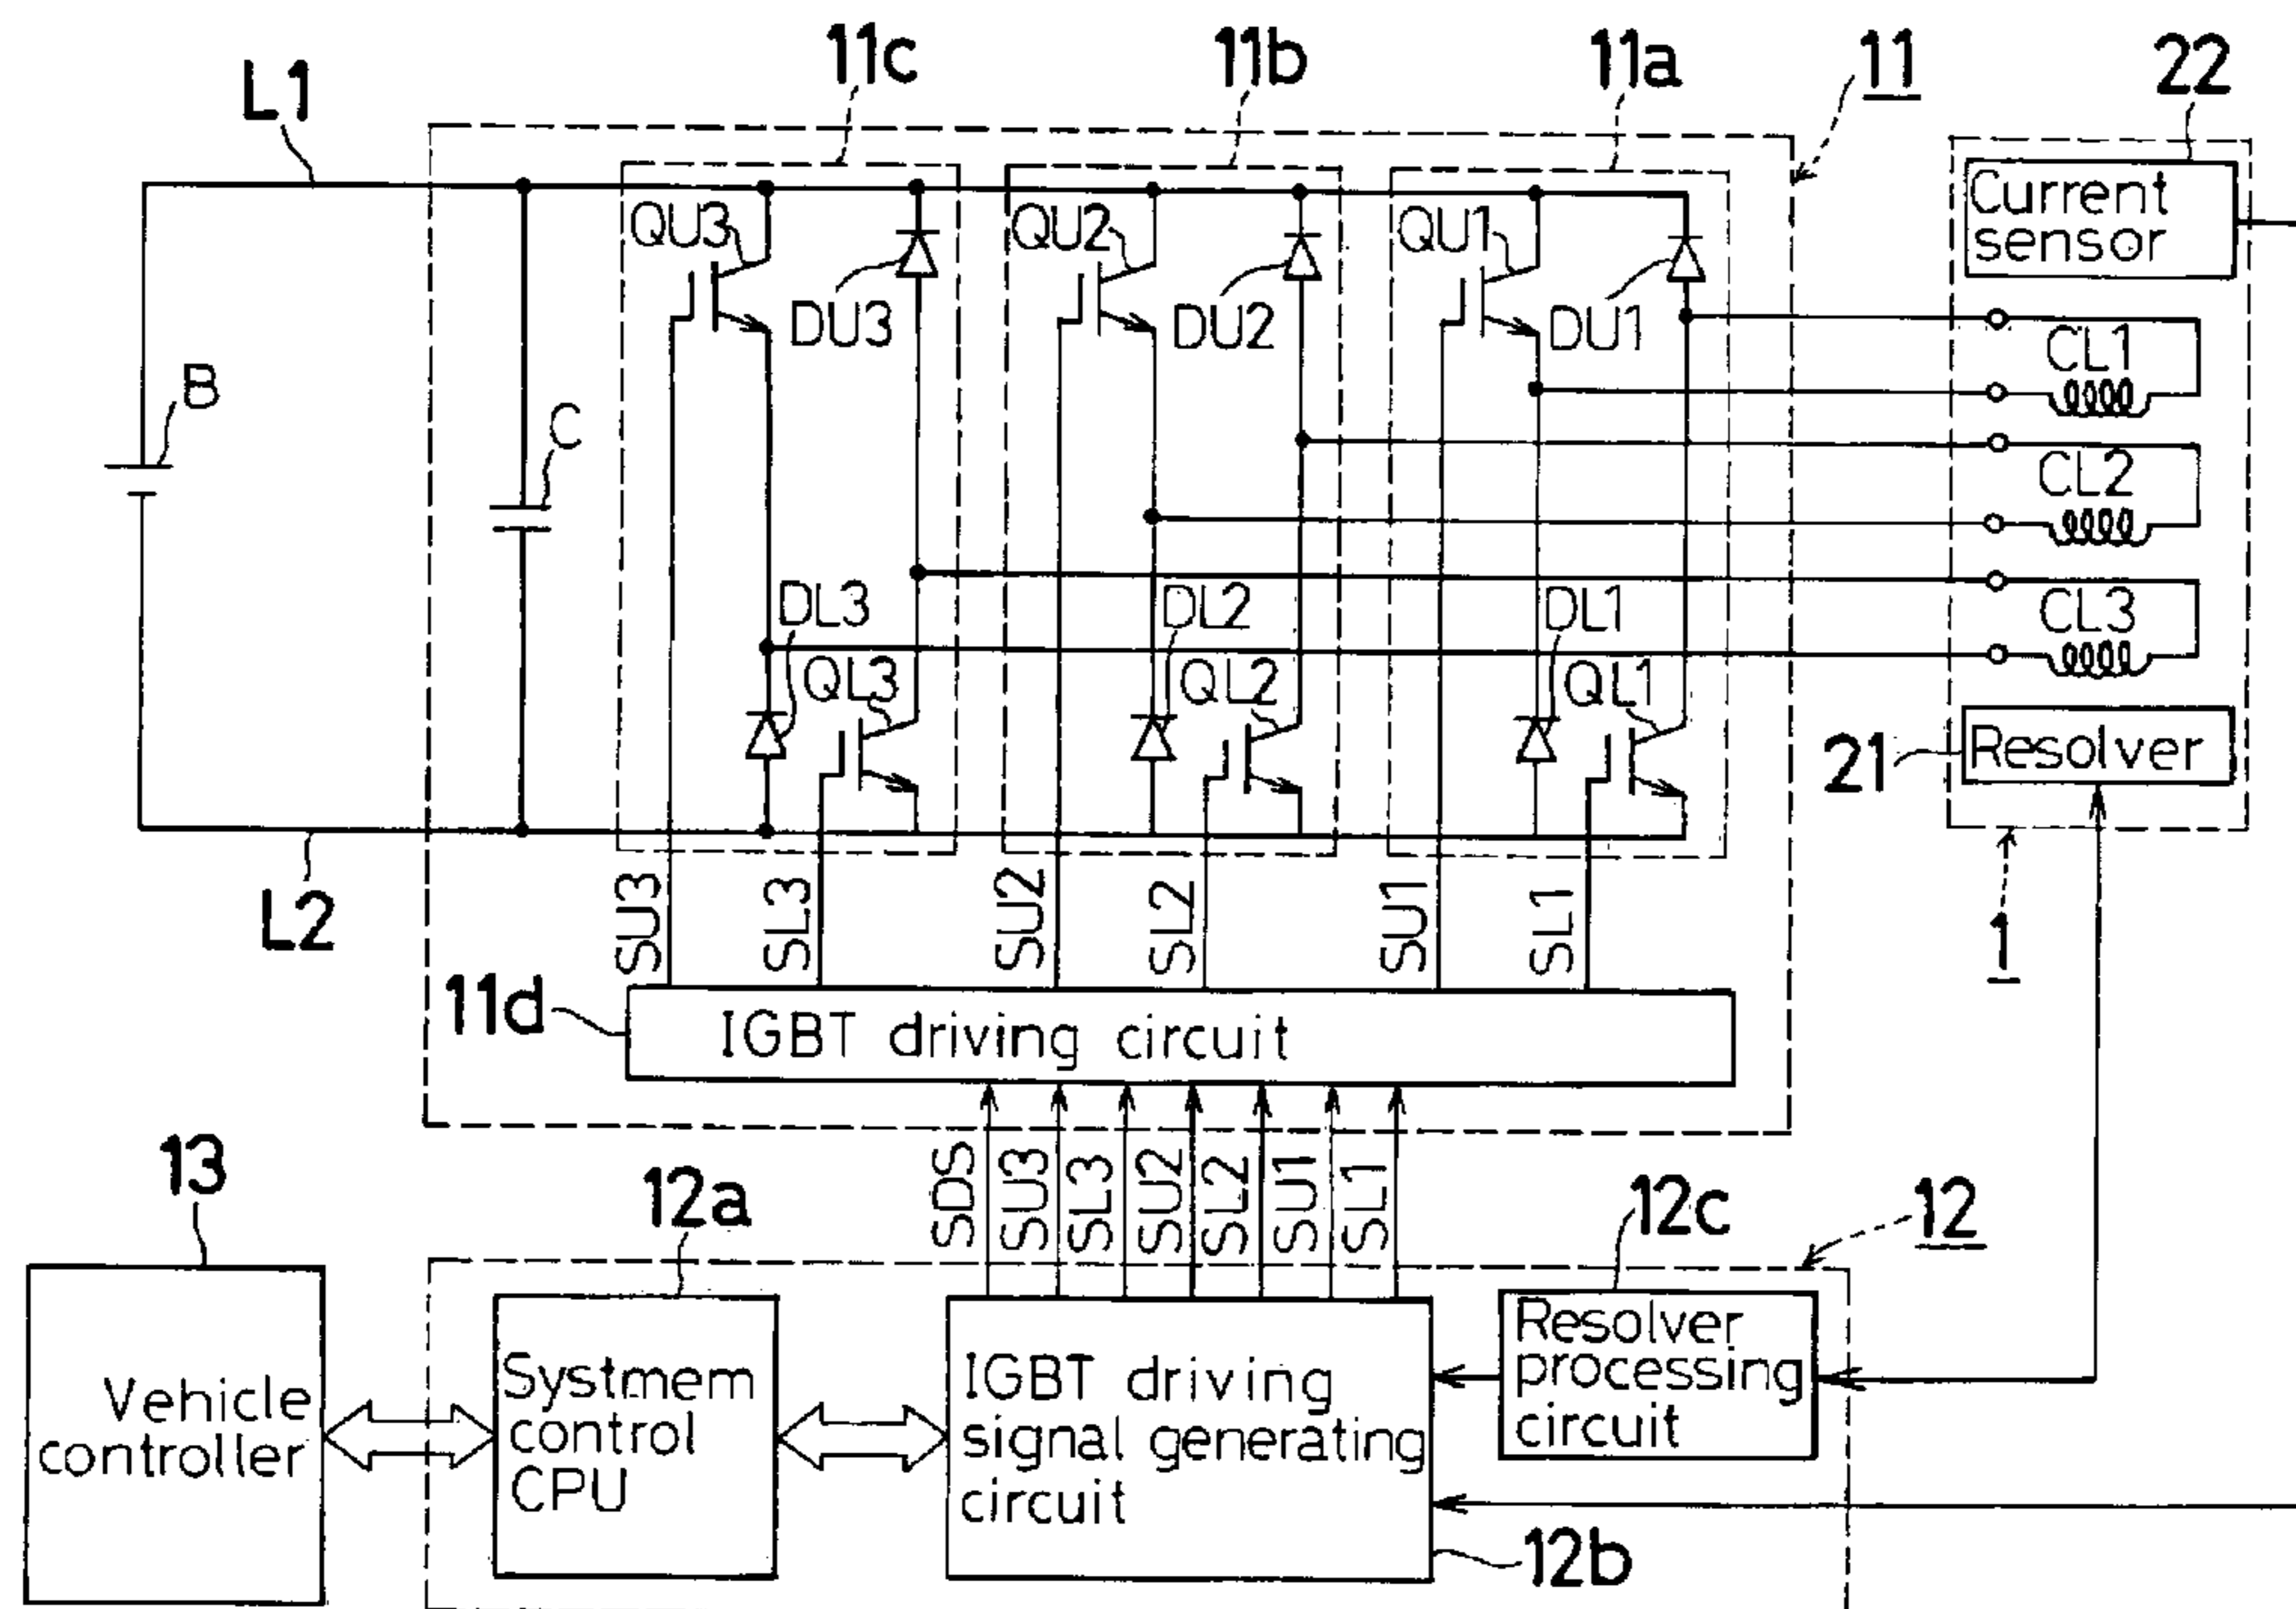 11c
11b
11a
11
22
L1
Current
sensor
QU3
QU2
QU1
DU3
DU2
DU1
CL1
B
C
CL2
DL3
DL2
DL1
CL3
QL3
QL2
QL1
21
Resolver
L2
SU3
SL3
SU2
SL2
SU1
SL1
1
11d
IGBT driving circuit
SDS
SU3
SL3
SU2
SL2
SU1
SL1
13
12a
12c
12
Vehicle
controller
Systmem
control
CPU
IGBT driving
signal generating
circuit
Resolver
processing
circuit
12b